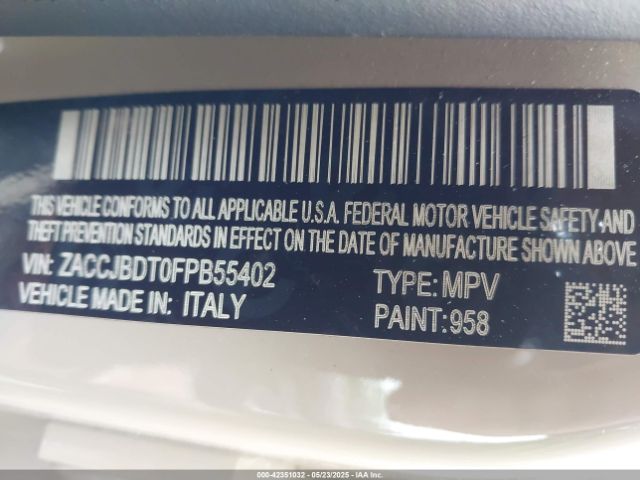 THIS VEHICLE CONFORMS TO ALL APPLICABLE U.S.A. FEDERAL MOTOR VEHICLE SAFETY AND
THEFT PREVENTION STANDARDS IN EFFECT ON THE DATE OF MANUFACTURE SHOWN ABOVE
VIN: ZACCJBDT0FPB55402 TYPE: MPV
VEHICLE MADE IN: ITALY PAINT: 958
000-42351032 - 05/23/2025 - IAAI.COM